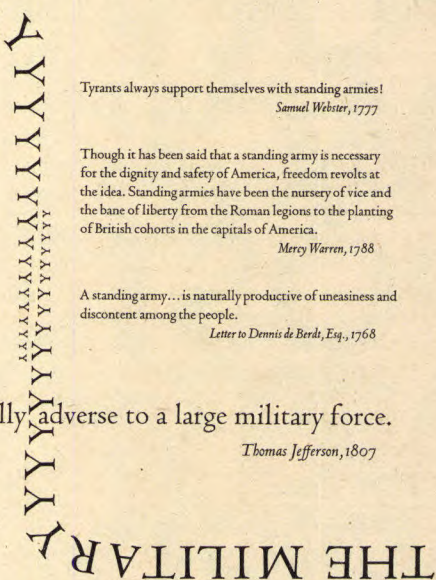 Tyrants always support themselves with standing armies!
Samuel Webster, 1777
Though it has been said that a standing army is necessary
for the dignity and safety of America, freedom revolts at
the idea. Standing armies have been the nursery of vice and
the bane of liberty from the Roman legions to the planting
of British cohorts in the capitals of America.
Mercy Warren, 1788
A standing army... is naturally productive of uneasiness and
discontent among the people.
Letter to Dennis de Berdt, Esq., 1768
lly adverse to a large military force.
Thomas Jefferson, 1807
THE MILITARY
YYYYYYYYYYYYYYYYYY